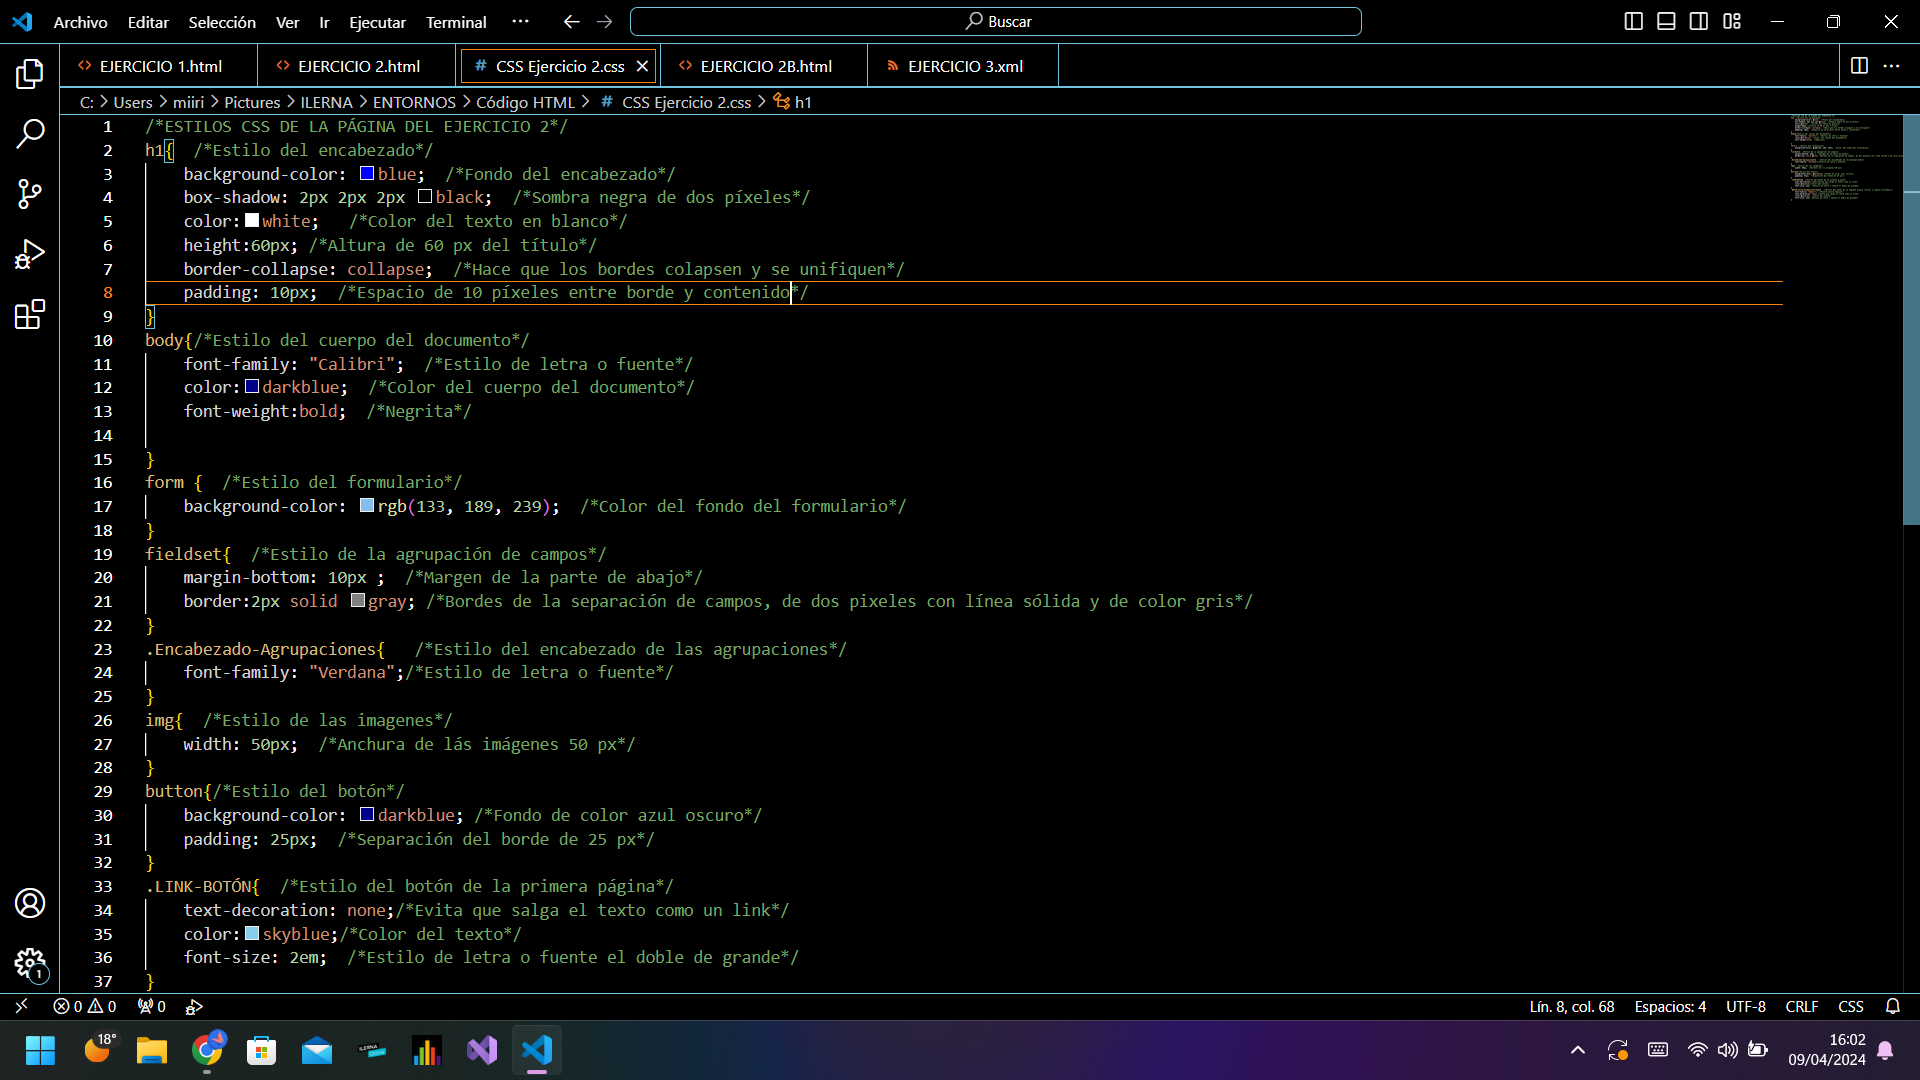 Archivo Editar Selección Ver Ir Ejecutar Terminal ··· Buscar
EJERCICIO 1.html EJERCICIO 2.html # CSS Ejercicio 2.css EJERCICIO 2B.html EJERCICIO 3.xml
C: > Users > miiri > Pictures > ILERNA > ENTORNOS > Código HTML > # CSS Ejercicio 2.css > h1
1 /*ESTILOS CSS DE LA PÁGINA DEL EJERCICIO 2*/
2 h1{  /*Estilo del encabezado*/
3     background-color: blue;  /*Fondo del encabezado*/
4     box-shadow: 2px 2px 2px black;  /*Sombra negra de dos píxeles*/
5     color: white;   /*Color del texto en blanco*/
6     height:60px; /*Altura de 60 px del título*/
7     border-collapse: collapse;  /*Hace que los bordes colapsen y se unifiquen*/
8     padding: 10px;  /*Espacio de 10 píxeles entre borde y contenido*/
9 }
10 body{/*Estilo del cuerpo del documento*/
11     font-family: "Calibri";  /*Estilo de letra o fuente*/
12     color: darkblue;  /*Color del cuerpo del documento*/
13     font-weight:bold;  /*Negrita*/
14
15 }
16 form {  /*Estilo del formulario*/
17     background-color: rgb(133, 189, 239);  /*Color del fondo del formulario*/
18 }
19 fieldset{  /*Estilo de la agrupación de campos*/
20     margin-bottom: 10px ;  /*Margen de la parte de abajo*/
21     border:2px solid gray; /*Bordes de la separación de campos, de dos pixeles con línea sólida y de color gris*/
22 }
23 .Encabezado-Agrupaciones{   /*Estilo del encabezado de las agrupaciones*/
24     font-family: "Verdana";/*Estilo de letra o fuente*/
25 }
26 img{  /*Estilo de las imagenes*/
27     width: 50px;  /*Anchura de lás imágenes 50 px*/
28 }
29 button{/*Estilo del botón*/
30     background-color: darkblue; /*Fondo de color azul oscuro*/
31     padding: 25px;  /*Separación del borde de 25 px*/
32 }
33 .LINK-BOTÓN{  /*Estilo del botón de la primera página*/
34     text-decoration: none;/*Evita que salga el texto como un link*/
35     color: skyblue;/*Color del texto*/
36     font-size: 2em;  /*Estilo de letra o fuente el doble de grande*/
37 }
1
0 0 0 Lín. 8, col. 68 Espacios: 4 UTF-8 CRLF CSS
18° 16:02
09/04/2024